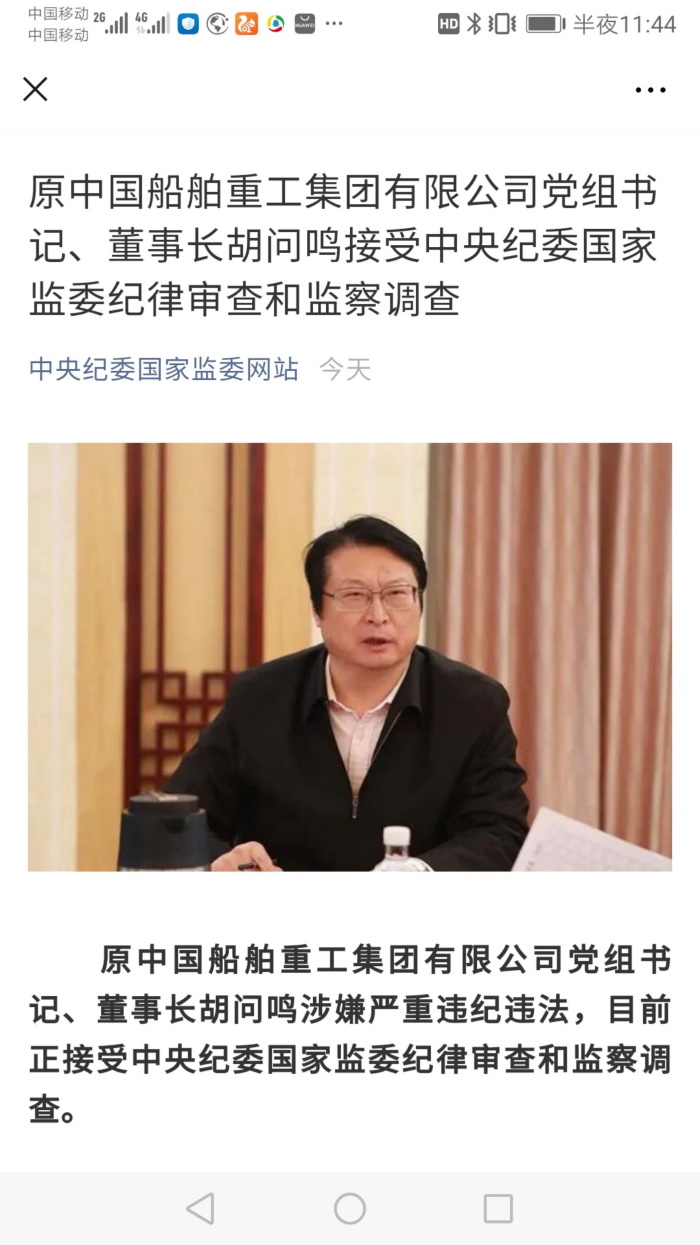 中国移动 2G 4G HD 半夜11:44
中国移动
HUAWEI
原中国船舶重工集团有限公司党组书
记、董事长胡问鸣接受中央纪委国家
监委纪律审查和监察调查
中央纪委国家监委网站 今天
原中国船舶重工集团有限公司党组书
记、董事长胡问鸣涉嫌严重违纪违法，目前
正接受中央纪委国家监委纪律审查和监察调
查。